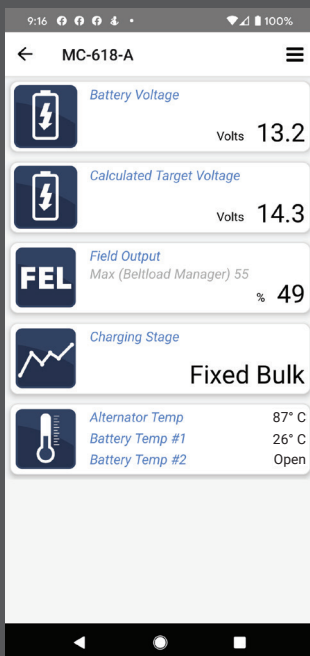 9:16 100%
MC-618-A
Battery Voltage
Volts 13.2
Calculated Target Voltage
Volts 14.3
FEL
Field Output
Max (Beltload Manager) 55
% 49
Charging Stage
Fixed Bulk
Alternator Temp 87° C
Battery Temp #1 26° C
Battery Temp #2 Open